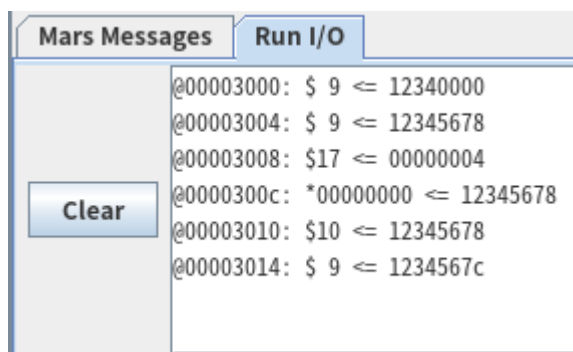 Mars Messages
Run I/O
@00003000: $ 9 <= 12340000
@00003004: $ 9 <= 12345678
@00003008: $17 <= 00000004
@0000300c: *00000000 <= 12345678
@00003010: $10 <= 12345678
@00003014: $ 9 <= 1234567c
Clear